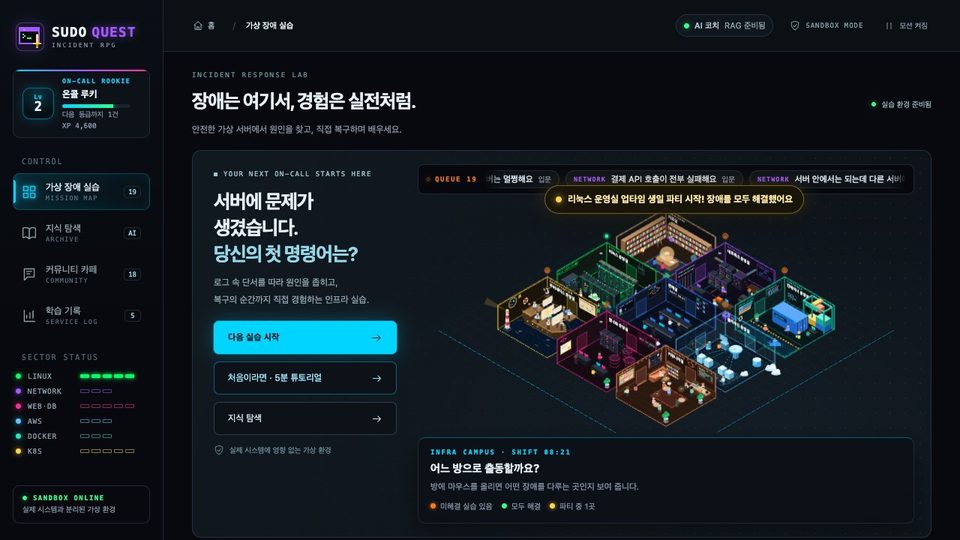 SUDO QUEST
INCIDENT RPG
홈 / 가상 장애 실습
AI 코치 RAG 준비됨
SANDBOX MODE
모션 켜짐
ON-CALL ROOKIE
Lv 2
온콜 루키
다음 등급까지 1건
XP 4,600
CONTROL
가상 장애 실습 19
MISSION MAP
지식 탐색 AI
ARCHIVE
커뮤니티 카페 18
COMMUNITY
학습 기록 5
SERVICE LOG
SECTOR STATUS
LINUX
NETWORK
WEB·DB
AWS
DOCKER
K8S
SANDBOX ONLINE
실제 시스템과 분리된 가상 환경
INCIDENT RESPONSE LAB
장애는 여기서, 경험은 실전처럼.
안전한 가상 서버에서 원인을 찾고, 직접 복구하며 배우세요.
실습 환경 준비됨
YOUR NEXT ON-CALL STARTS HERE
서버에 문제가
생겼습니다.
당신의 첫 명령어는?
로그 속 단서를 따라 원인을 좁히고,
복구의 순간까지 직접 경험하는 인프라 실습.
다음 실습 시작
처음이라면 · 5분 튜토리얼
지식 탐색
실제 시스템에 영향 없는 가상 환경
QUEUE 19
버는 멀쩡해요 입문
NETWORK 결제 API 호출이 전부 실패해요 입문
NETWORK 서버 안에서는 되는데 다른 서버
리눅스 운영실 업타임 생일 파티 시작! 장애를 모두 해결했어요
INFRA CAMPUS · SHIFT 08:21
어느 방으로 출동할까요?
방에 마우스를 올리면 어떤 장애를 다루는 곳인지 보여 줍니다.
미해결 실습 있음
모두 해결
파티 중 1곳